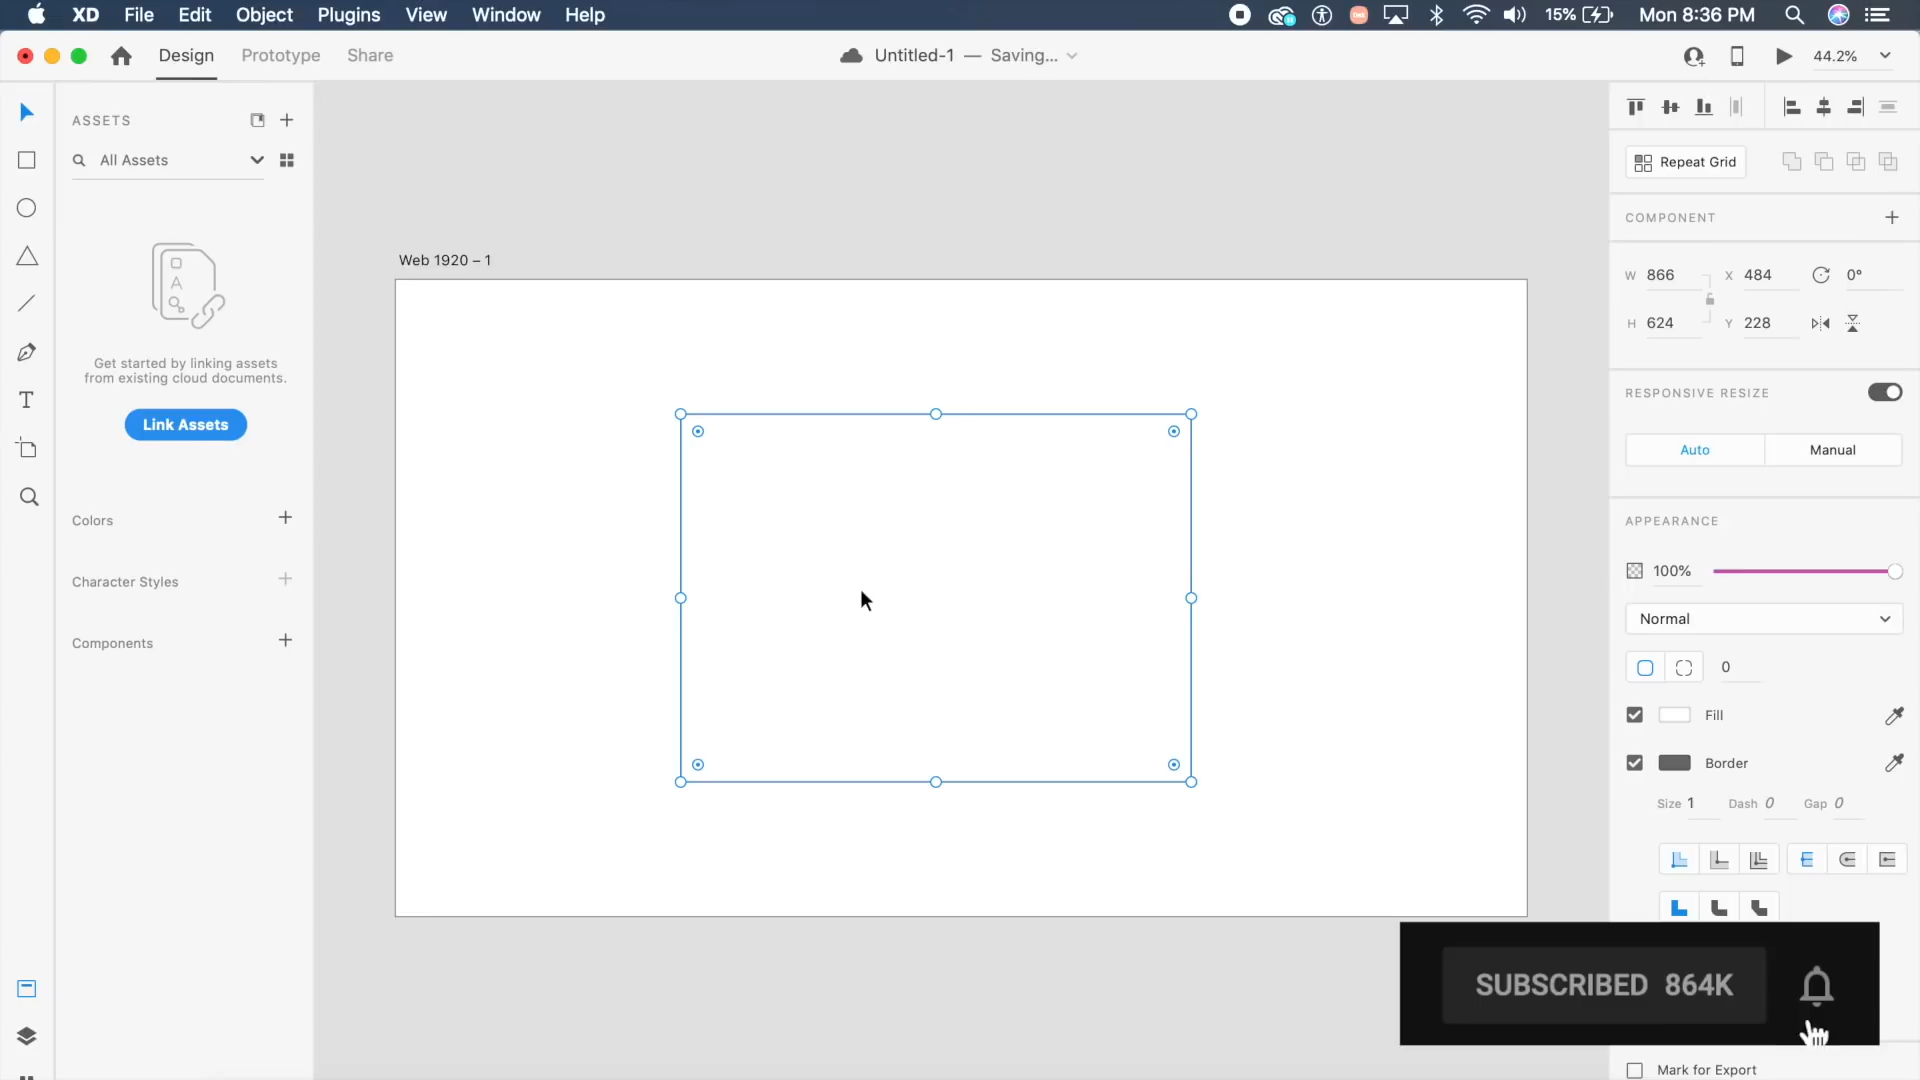 XD File Edit Object Plugins View Window Help 15% Mon 8:36 PM
Design Prototype Share Untitled-1 — Saving... 44.2%
ASSETS
All Assets
Get started by linking assets
from existing cloud documents.
Link Assets
Colors
Character Styles
Components
Web 1920 – 1
Repeat Grid
COMPONENT
W 866 X 484 0°
H 624 Y 228
RESPONSIVE RESIZE
Auto Manual
APPEARANCE
100%
Normal
0
Fill
Border
Size 1 Dash 0 Gap 0
SUBSCRIBED 864K
Mark for Export